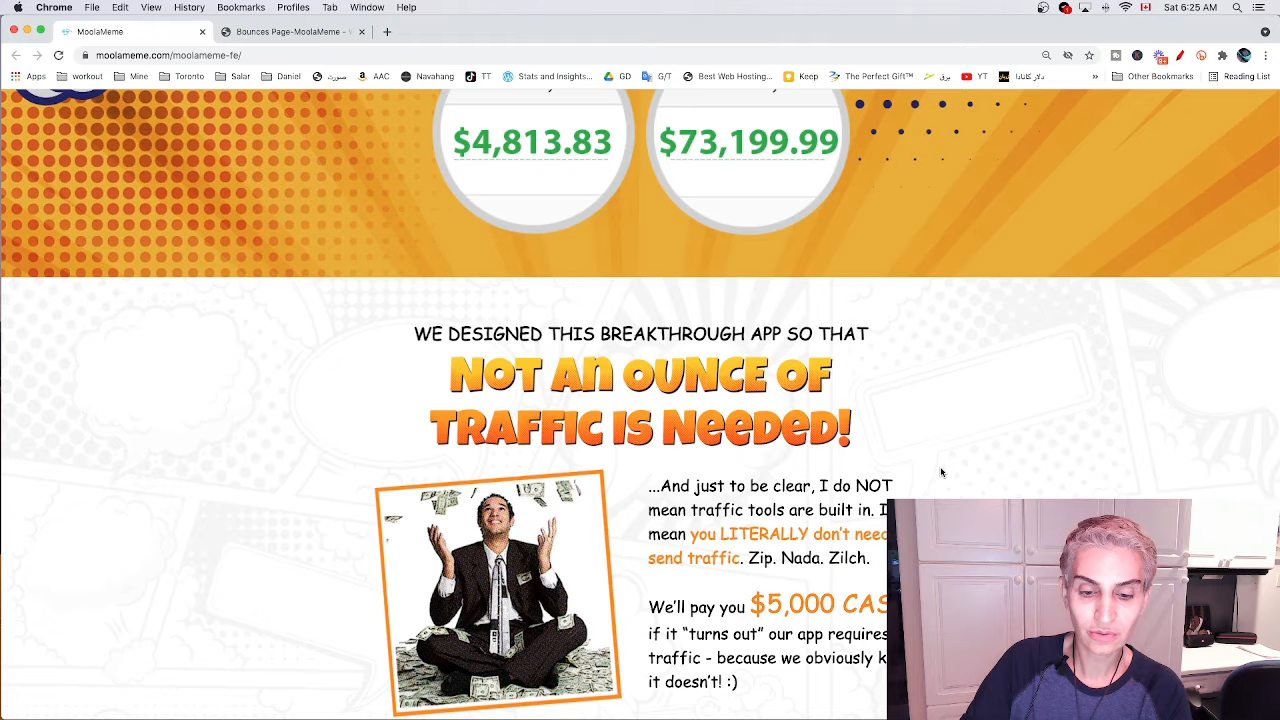 Chrome File Edit View History Bookmarks Profiles Tab Window Help Sat 6:25 AM
MoolaMeme Bounces Page-MoolaMeme -
moolameme.com/moolameme-fe/
Apps workout Mine Toronto Salar Daniel صورت AAC Navahang TT Stats and Insights... GD G/T Best Web Hosting... Keep The Perfect Gift™... برق YT Other Bookmarks Reading List
$4,813.83 $73,199.99
WE DESIGNED THIS BREAKTHROUGH APP SO THAT
NOT AN OUNCE OF
TRAFFIC IS NEEDED!
...And just to be clear, I do NOT
mean traffic tools are built in. I
mean you LITERALLY don't need
send traffic. Zip. Nada. Zilch.
We'll pay you $5,000 CAS
if it "turns out" our app requires
traffic - because we obviously k
it doesn't! :)